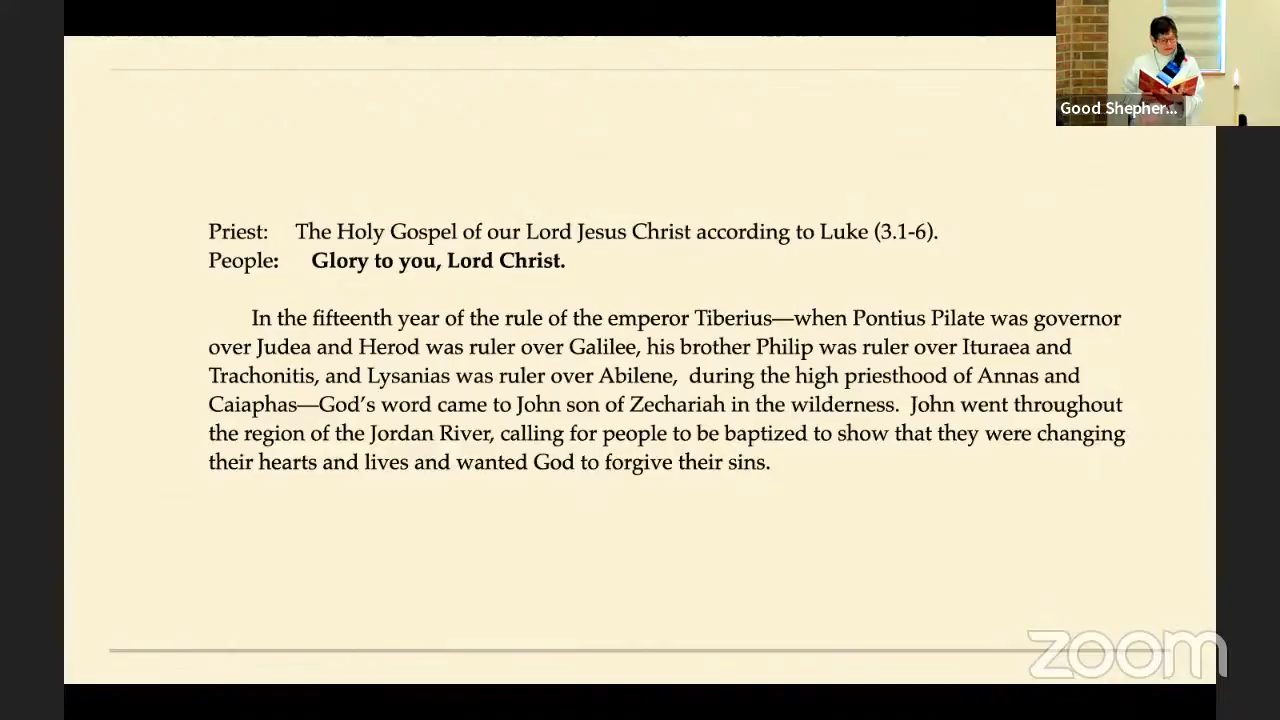 Good Shepher...
Priest: The Holy Gospel of our Lord Jesus Christ according to Luke (3.1-6).
People: Glory to you, Lord Christ.
In the fifteenth year of the rule of the emperor Tiberius—when Pontius Pilate was governor
over Judea and Herod was ruler over Galilee, his brother Philip was ruler over Ituraea and
Trachonitis, and Lysanias was ruler over Abilene, during the high priesthood of Annas and
Caiaphas—God's word came to John son of Zechariah in the wilderness. John went throughout
the region of the Jordan River, calling for people to be baptized to show that they were changing
their hearts and lives and wanted God to forgive their sins.
zoom